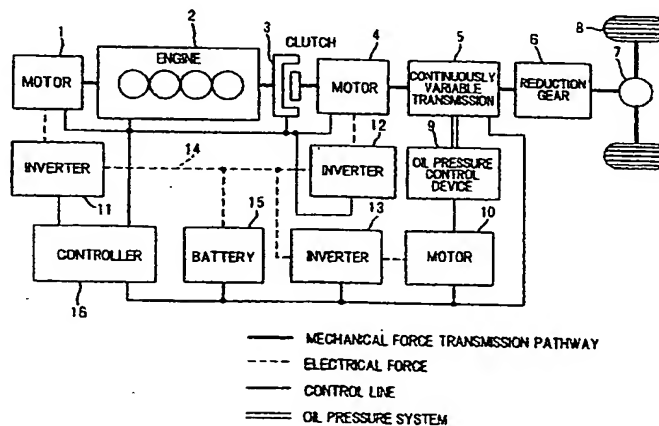 1
2
3
CLUTCH
4
5
6
8
7
MOTOR
ENGINE
MOTOR
CONTINUOUSLY
VARIABLE
TRANSMISSION
REDUCTION
GEAR
12
9
14
INVERTER
11
INVERTER
OIL PRESSURE
CONTROL
DEVICE
15
13
10
CONTROLLER
16
BATTERY
INVERTER
MOTOR
MECHANICAL FORCE TRANSMISSION PATHWAY
ELECTRICAL FORCE
CONTROL LINE
OIL PRESSURE SYSTEM